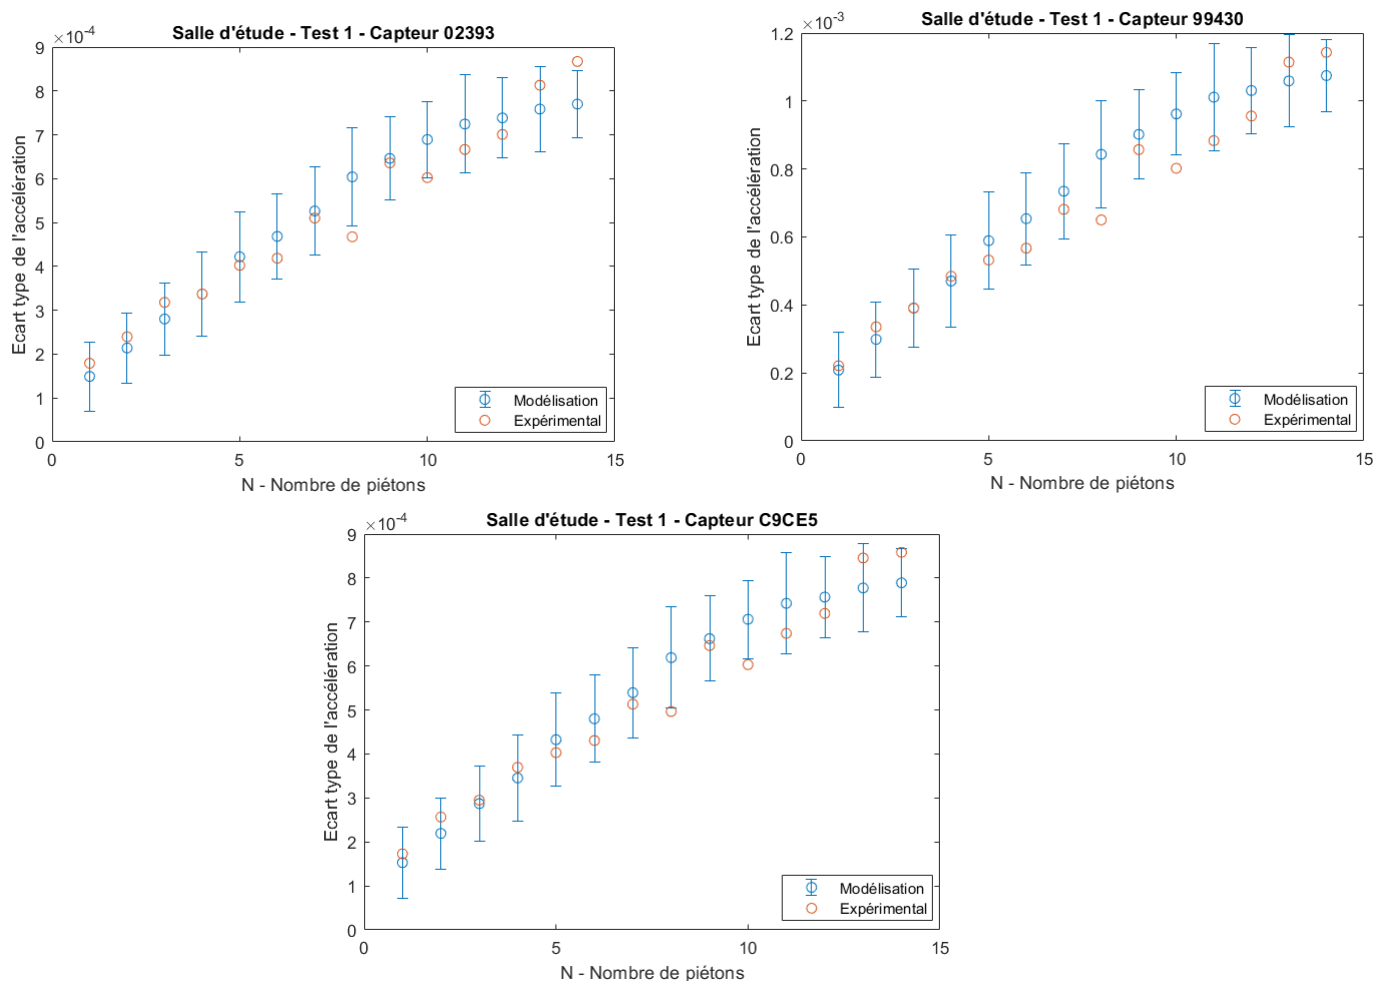 Salle d'étude - Test 1 - Capteur 02393
×10-4
9
8
7
6
5
4
3
2
1
0
Ecart type de l'accélération
0 5 10 15
N - Nombre de piétons
Modélisation
Expérimental
Salle d'étude - Test 1 - Capteur 99430
×10-3
1.2
1
0.8
0.6
0.4
0.2
0
Ecart type de l'accélération
0 5 10 15
N - Nombre de piétons
Modélisation
Expérimental
Salle d'étude - Test 1 - Capteur C9CE5
×10-4
9
8
7
6
5
4
3
2
1
0
Ecart type de l'accélération
0 5 10 15
N - Nombre de piétons
Modélisation
Expérimental